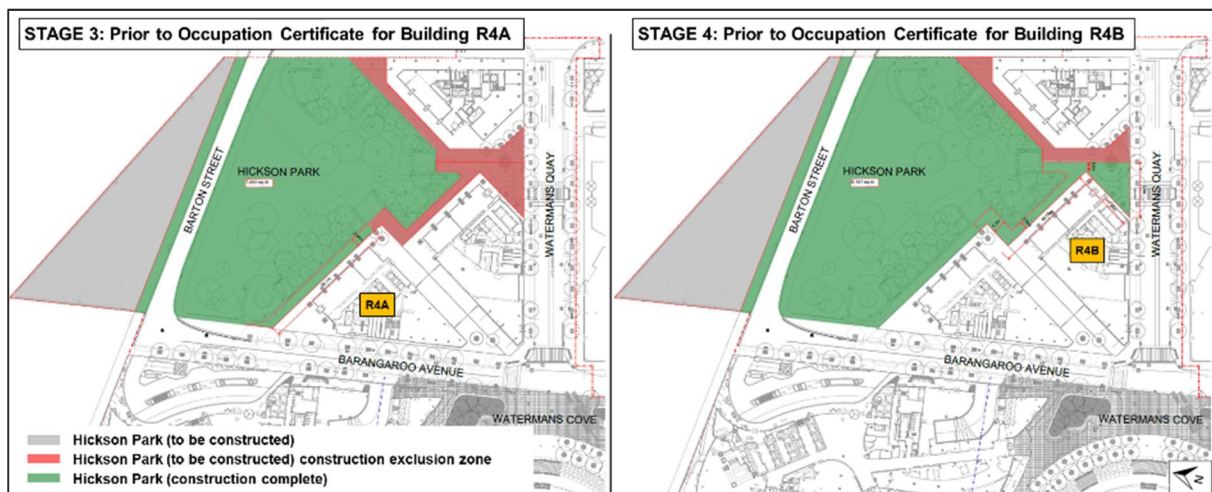 STAGE 3: Prior to Occupation Certificate for Building R4A
BARTON STREET
HICKSON PARK
WATERMANS QUAY
R4A
BARANGAROO AVENUE
WATERMANS COVE
Hickson Park (to be constructed)
Hickson Park (to be constructed) construction exclusion zone
Hickson Park (construction complete)
STAGE 4: Prior to Occupation Certificate for Building R4B
BARTON STREET
HICKSON PARK
WATERMANS QUAY
R4B
BARANGAROO AVENUE
WATERMANS COVE
N